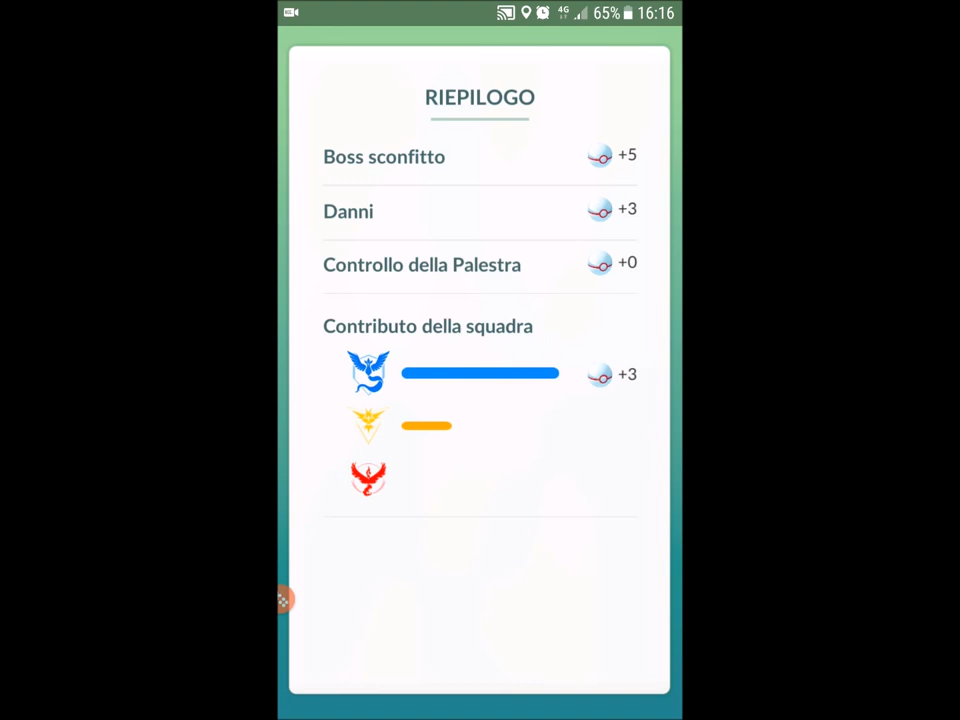 4G 65% 16:16
RIEPILOGO
Boss sconfitto +5
Danni +3
Controllo della Palestra +0
Contributo della squadra
+3